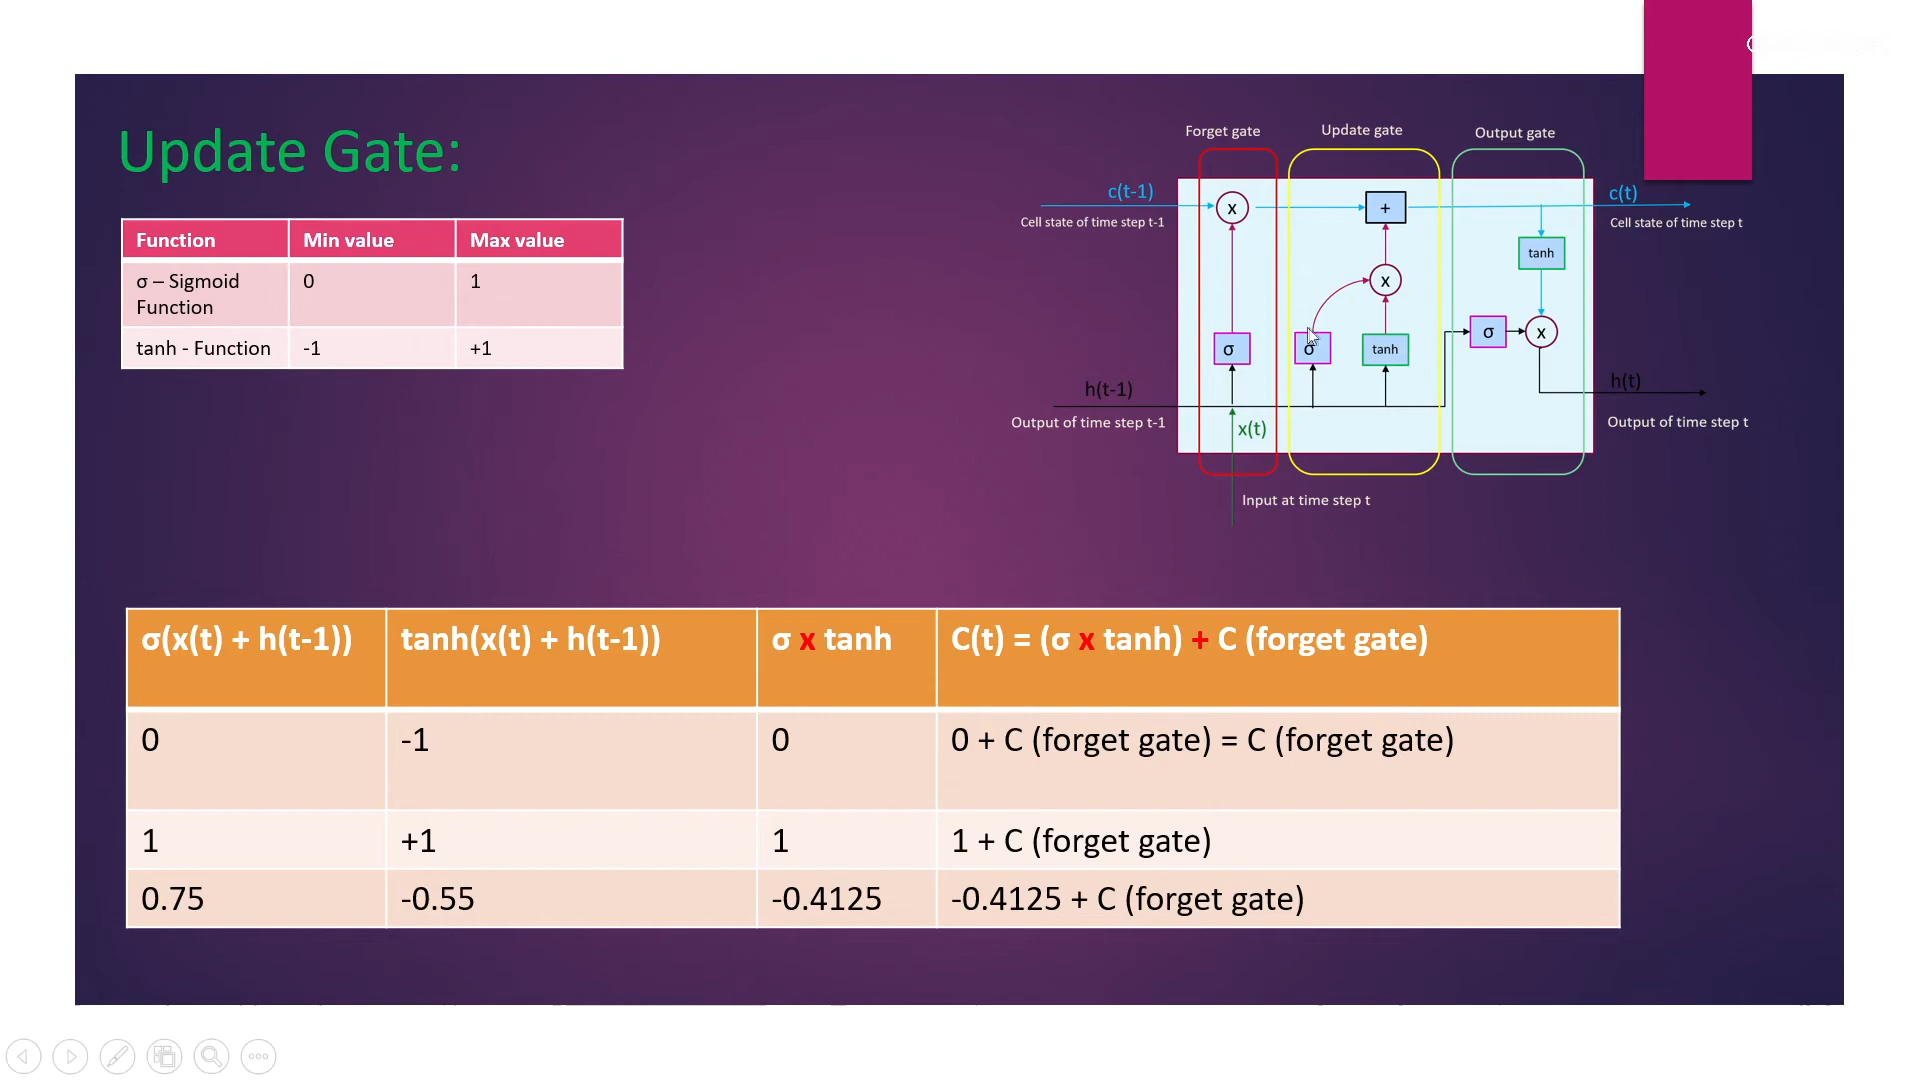 Update Gate:
Function Min value Max value
σ – Sigmoid 0 1
Function
tanh - Function -1 +1
Forget gate Update gate Output gate
c(t-1) x + c(t)
Cell state of time step t-1 Cell state of time step t
tanh
x
σ x
σ σ tanh
h(t-1) h(t)
Output of time step t-1 x(t) Output of time step t
Input at time step t
σ(x(t) + h(t-1)) tanh(x(t) + h(t-1)) σ x tanh C(t) = (σ x tanh) + C (forget gate)
0 -1 0 0 + C (forget gate) = C (forget gate)
1 +1 1 1 + C (forget gate)
0.75 -0.55 -0.4125 -0.4125 + C (forget gate)